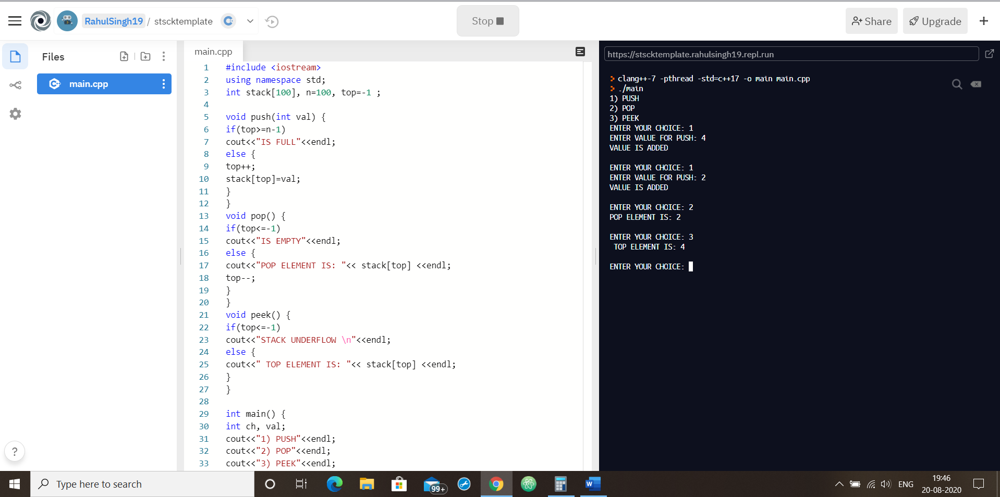 RahulSingh19 / stscktemplate
Stop
Share
Upgrade
Files
main.cpp
main.cpp
1 #include <iostream>
2 using namespace std;
3 int stack[100], n=100, top=-1 ;
4
5 void push(int val) {
6 if(top>=n-1)
7 cout<<"IS FULL"<<endl;
8 else {
9 top++;
10 stack[top]=val;
11 }
12 }
13 void pop() {
14 if(top<=-1)
15 cout<<"IS EMPTY"<<endl;
16 else {
17 cout<<"POP ELEMENT IS: "<< stack[top] <<endl;
18 top--;
19 }
20 }
21 void peek() {
22 if(top<=-1)
23 cout<<"STACK UNDERFLOW \n"<<endl;
24 else {
25 cout<<" TOP ELEMENT IS: "<< stack[top] <<endl;
26 }
27 }
28
29 int main() {
30 int ch, val;
31 cout<<"1) PUSH"<<endl;
32 cout<<"2) POP"<<endl;
33 cout<<"3) PEEK"<<endl;
https://stscktemplate.rahulsingh19.repl.run
> clang++-7 -pthread -std=c++17 -o main main.cpp
> ./main
1) PUSH
2) POP
3) PEEK
ENTER YOUR CHOICE: 1
ENTER VALUE FOR PUSH: 4
VALUE IS ADDED
ENTER YOUR CHOICE: 1
ENTER VALUE FOR PUSH: 2
VALUE IS ADDED
ENTER YOUR CHOICE: 2
POP ELEMENT IS: 2
ENTER YOUR CHOICE: 3
 TOP ELEMENT IS: 4
ENTER YOUR CHOICE:
?
Type here to search
99+
W
ENG
19:46
20-08-2020